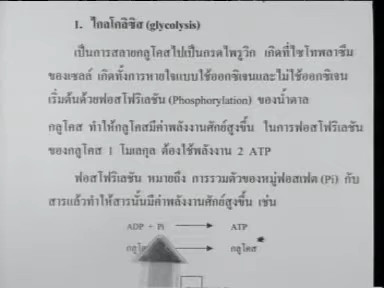 1. ไกลโคลิซิส (glycolysis)
เป็นการสลายกลูโคสไปเป็นกรดไพรูวิก เกิดที่ไซโทพลาซึม
ของเซลล์ เกิดทั้งการหายใจแบบใช้ออกซิเจนและไม่ใช้ออกซิเจน
เริ่มต้นด้วยฟอสโฟริเลชัน (Phosphorylation) ของน้ำตาล
กลูโคส ทำให้กลูโคสมีค่าพลังงานศักย์สูงขึ้น ในการฟอสโฟริเลชัน
ของกลูโคส 1 โมเลกุล ต้องใช้พลังงาน 2 ATP
ฟอสโฟริเลชัน หมายถึง การรวมตัวของหมู่ฟอสเฟต (Pi) กับ
สารแล้วทำให้สารนั้นมีค่าพลังงานศักย์สูงขึ้น เช่น
ADP + Pi → ATP
→ กลูโคส*